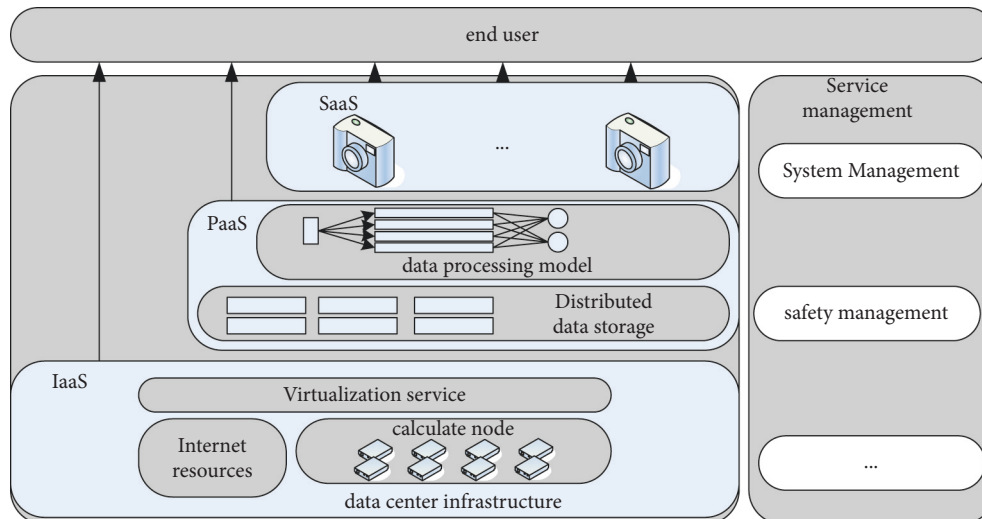 end user
SaaS
...
Service
management
System Management
PaaS
data processing model
Distributed
data storage
safety management
IaaS
Virtualization service
Internet
resources
calculate node
data center infrastructure
...